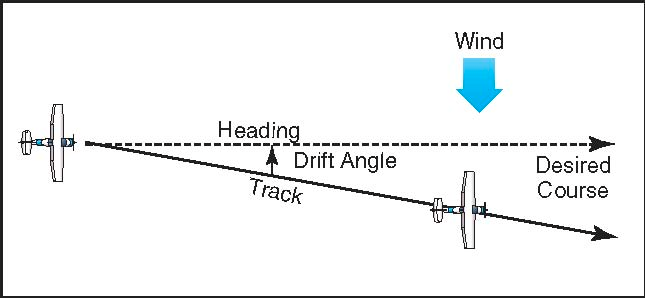 Wind
Heading
Drift Angle
Track
Desired
Course